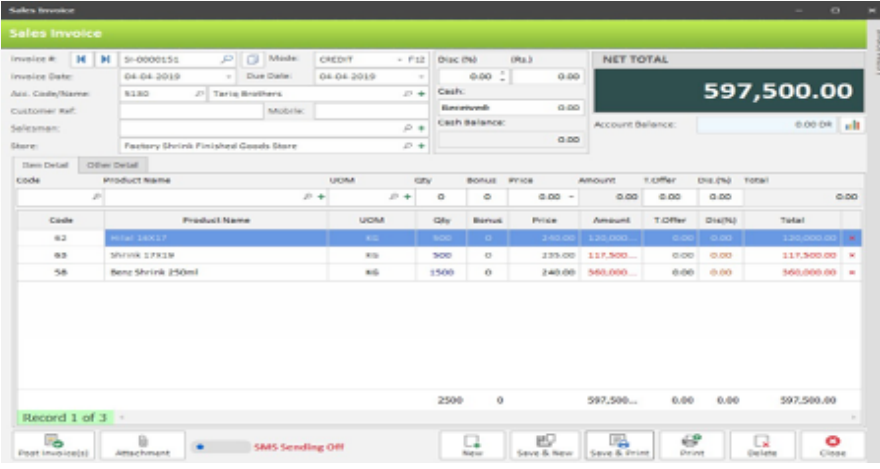 Sales Invoice
Sales Invoice
Invoice #: SI-0000151 Mode: CREDIT F12 Disc (%) (Rs.) NET TOTAL
Invoice Date: 04-04-2019 Due Date: 04-04-2019 0.00 0.00 597,500.00
Acc. Code/Name: 5180 Tariq Brothers Cash:
Customer Ref: Mobile: Received: 0.00
Salesman: Cash Balance: Account Balance: 0.00 DR
Store: Factory Shrink Finished Goods Store 0.00
Item Detail Other Detail
Code Product Name UOM Qty Bonus Price Amount T.Offer Dis.(%) Total
0 0 0.00 0.00 0.00 0.00 0.00
Code Product Name UOM Qty Bonus Price Amount T.Offer Dis(%) Total
62 16X17 KG 500 0 240.00 120,000... 0.00 0.00 120,000.00
63 Shrink 17X19 KG 500 0 235.00 117,500... 0.00 0.00 117,500.00
58 Benz Shrink 250ml KG 1500 0 240.00 360,000... 0.00 0.00 360,000.00
2500 0 597,500... 0.00 0.00 597,500.00
Record 1 of 3
Post Invoice(s) Attachment SMS Sending Off New Save & New Save & Print Print Delete Close